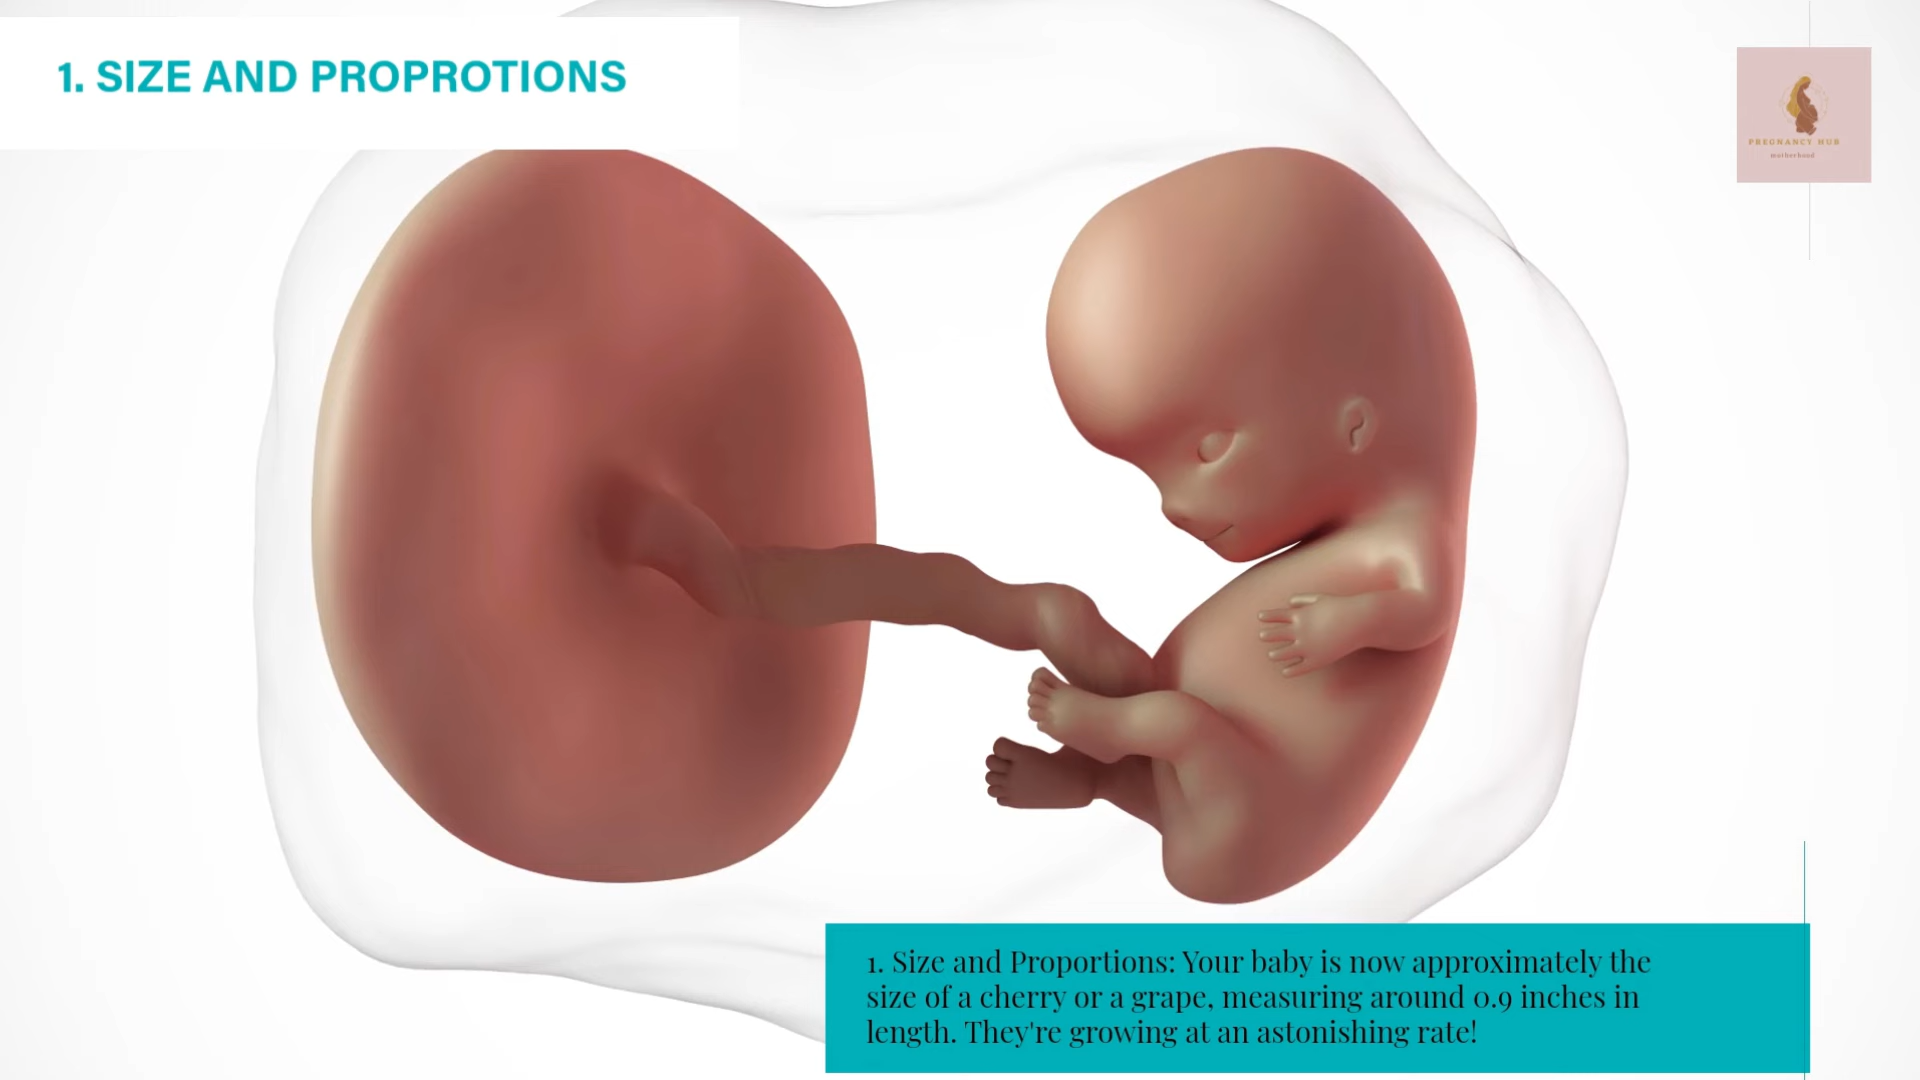 1. SIZE AND PROPROTIONS
PREGNANCY HUB
motherhood
1. Size and Proportions: Your baby is now approximately the
size of a cherry or a grape, measuring around 0.9 inches in
length. They're growing at an astonishing rate!